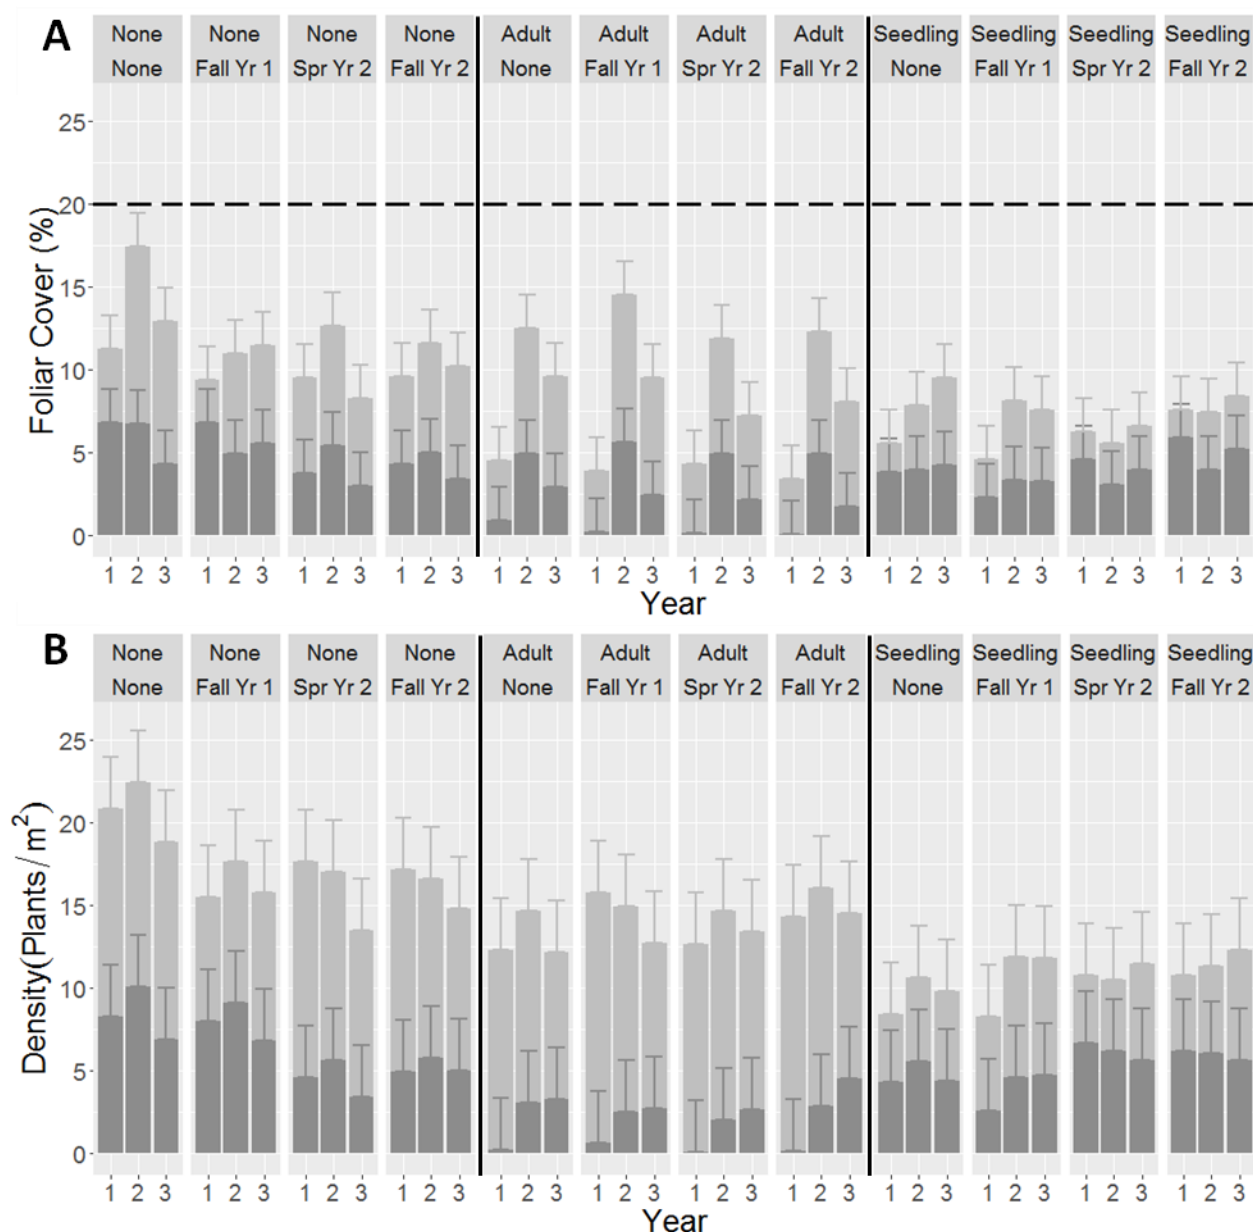 A
None None None None Adult Adult Adult Adult Seedling Seedling Seedling Seedling
None Fall Yr 1 Spr Yr 2 Fall Yr 2 None Fall Yr 1 Spr Yr 2 Fall Yr 2 None Fall Yr 1 Spr Yr 2 Fall Yr 2
Foliar Cover (%)
25
20
15
10
5
0
1 2 3 1 2 3 1 2 3 1 2 3 1 2 3 1 2 3 1 2 3 1 2 3 1 2 3 1 2 3 1 2 3 1 2 3
Year
B
None None None None Adult Adult Adult Adult Seedling Seedling Seedling Seedling
None Fall Yr 1 Spr Yr 2 Fall Yr 2 None Fall Yr 1 Spr Yr 2 Fall Yr 2 None Fall Yr 1 Spr Yr 2 Fall Yr 2
Density(Plants/m²)
25
20
15
10
5
0
1 2 3 1 2 3 1 2 3 1 2 3 1 2 3 1 2 3 1 2 3 1 2 3 1 2 3 1 2 3 1 2 3 1 2 3
Year